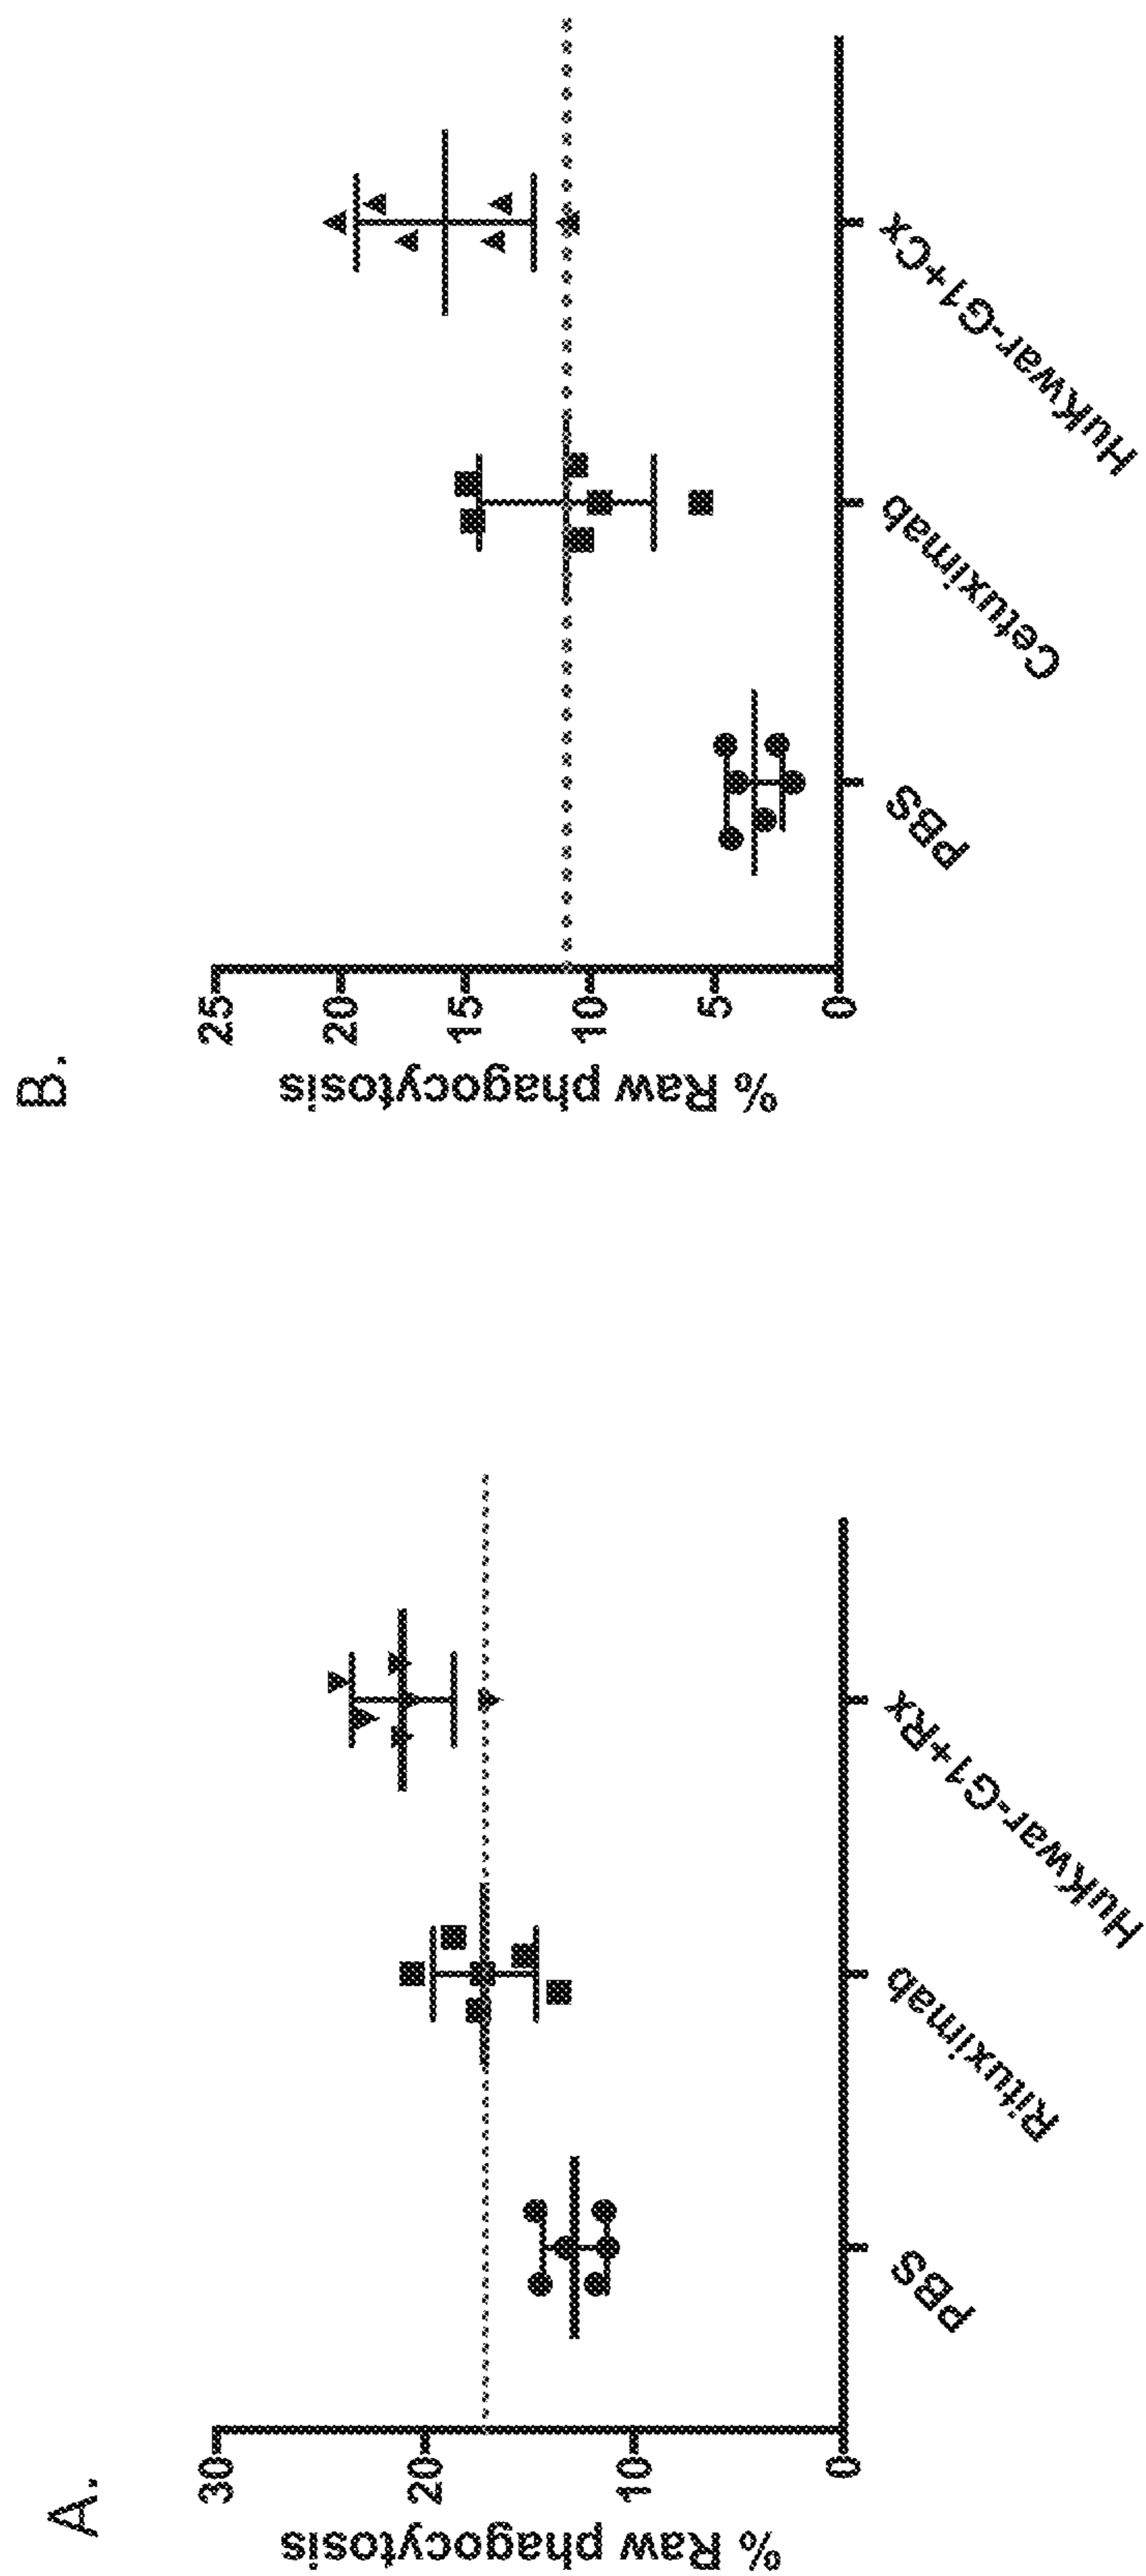 A.
% Raw phagocytosis
30
20
10
0
PBS
Rituximab
HuKwar-G1+Rx
B.
% Raw phagocytosis
25
20
15
10
5
0
PBS
Cetuximab
HuKwar-G1+Cx